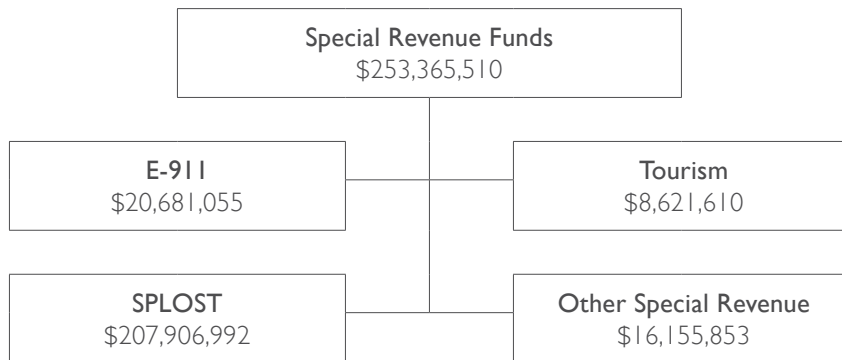 Special Revenue Funds
$253,365,510
E-911
$20,681,055
Tourism
$8,621,610
SPLOST
$207,906,992
Other Special Revenue
$16,155,853